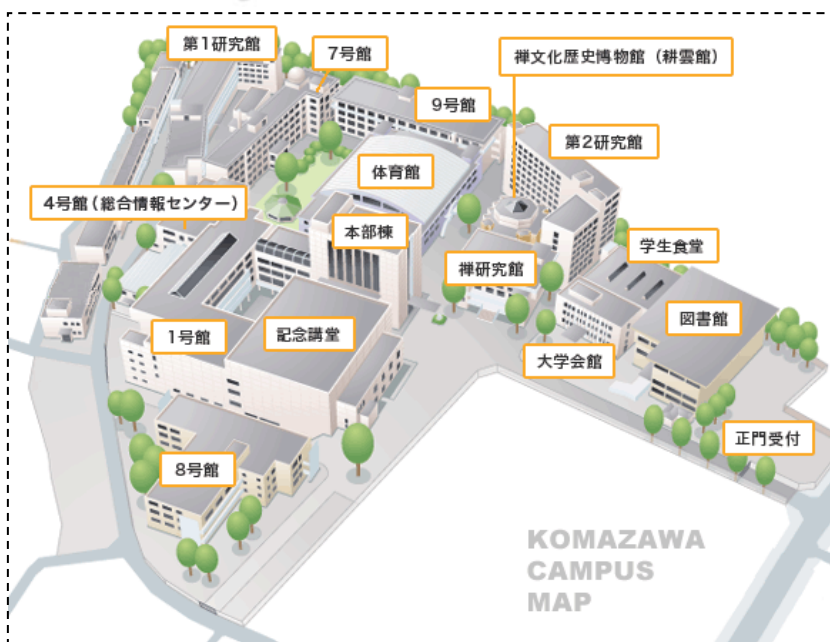 第1研究館
7号館
禅文化歴史博物館（耕雲館）
9号館
第2研究館
体育館
4号館（総合情報センター）
本部棟
学生食堂
禅研究館
図書館
1号館
記念講堂
大学会館
正門受付
8号館
KOMAZAWA
CAMPUS
MAP